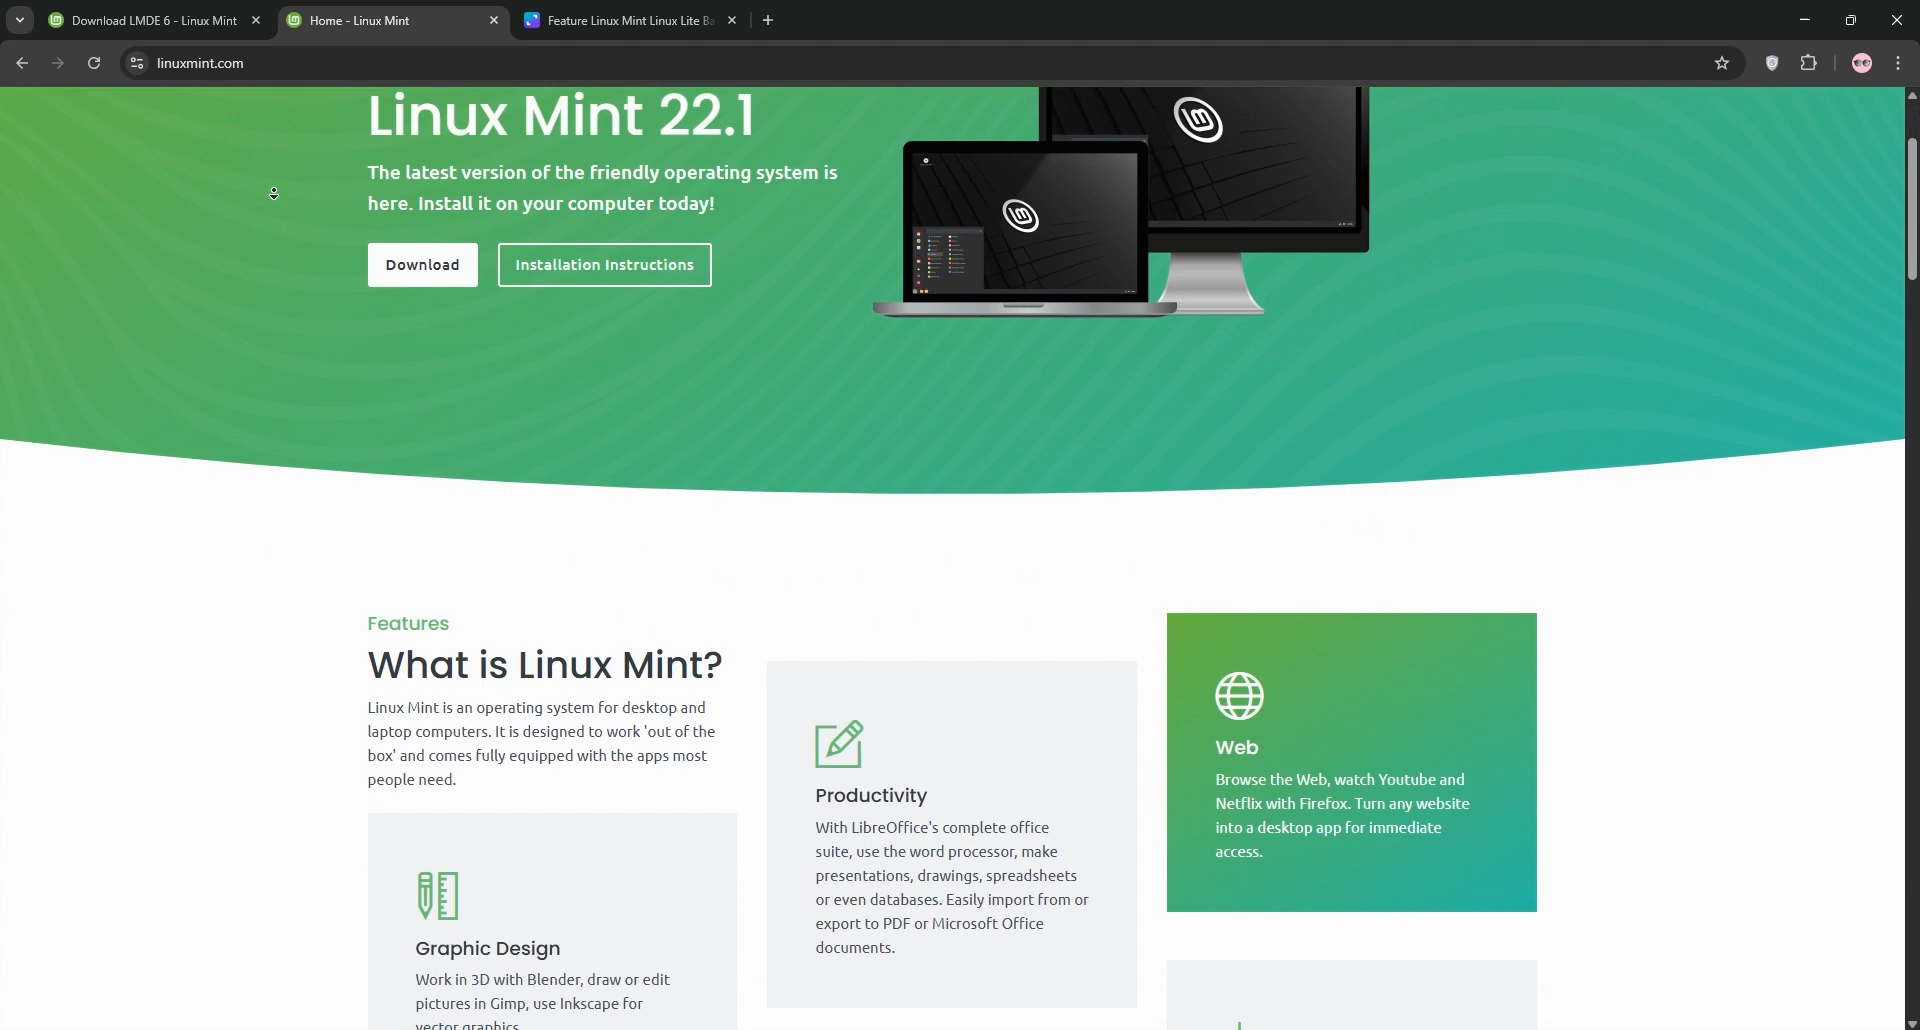 Download LMDE 6 - Linux Mint
Home - Linux Mint
Feature Linux Mint Linux Lite
linuxmint.com
Linux Mint 22.1
The latest version of the friendly operating system is
here. Install it on your computer today!
Download
Installation Instructions
Features
What is Linux Mint?
Linux Mint is an operating system for desktop and
laptop computers. It is designed to work 'out of the
box' and comes fully equipped with the apps most
people need.
Graphic Design
Work in 3D with Blender, draw or edit
pictures in Gimp, use Inkscape for
vector graphics.
Productivity
With LibreOffice's complete office
suite, use the word processor, make
presentations, drawings, spreadsheets
or even databases. Easily import from or
export to PDF or Microsoft Office
documents.
Web
Browse the Web, watch Youtube and
Netflix with Firefox. Turn any website
into a desktop app for immediate
access.